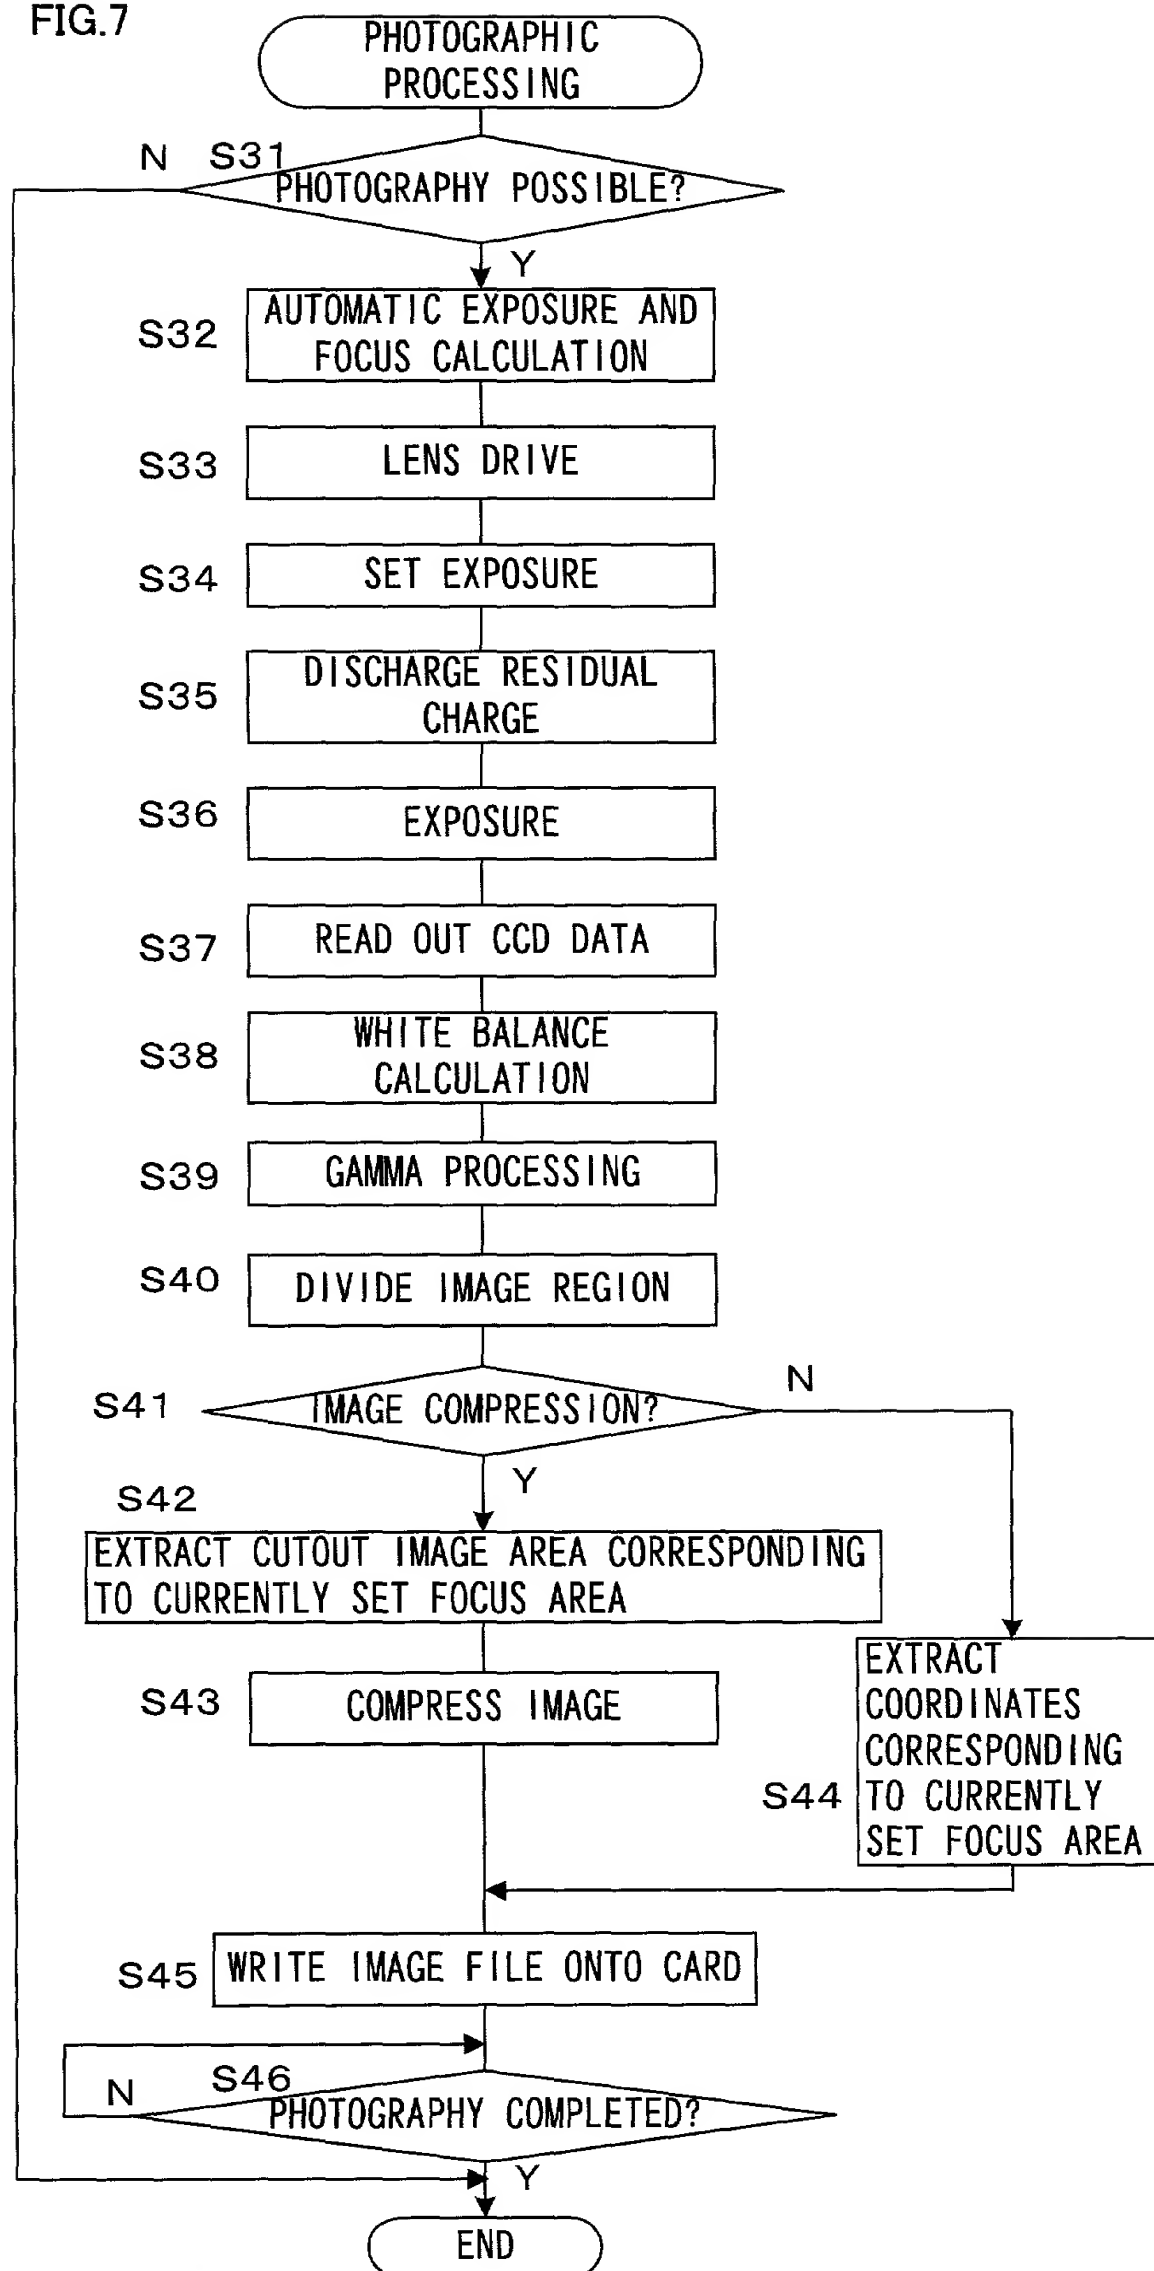 FIG.7
PHOTOGRAPHIC
PROCESSING
N
S31
PHOTOGRAPHY POSSIBLE?
Y
S32
AUTOMATIC EXPOSURE AND
FOCUS CALCULATION
S33
LENS DRIVE
S34
SET EXPOSURE
S35
DISCHARGE RESIDUAL
CHARGE
S36
EXPOSURE
S37
READ OUT CCD DATA
S38
WHITE BALANCE
CALCULATION
S39
GAMMA PROCESSING
S40
DIVIDE IMAGE REGION
S41
IMAGE COMPRESSION?
N
Y
S42
EXTRACT CUTOUT IMAGE AREA CORRESPONDING
TO CURRENTLY SET FOCUS AREA
S43
COMPRESS IMAGE
S44
EXTRACT
COORDINATES
CORRESPONDING
TO CURRENTLY
SET FOCUS AREA
S45
WRITE IMAGE FILE ONTO CARD
N
S46
PHOTOGRAPHY COMPLETED?
Y
END